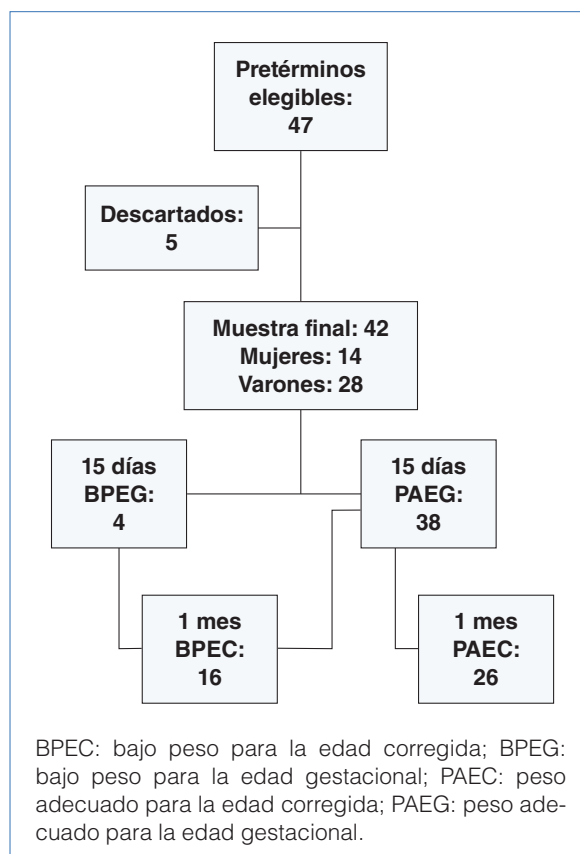 Pretérminos
elegibles:
47
Descartados:
5
Muestra final: 42
Mujeres: 14
Varones: 28
15 días
BPEG:
4
15 días
PAEG:
38
1 mes
BPEC:
16
1 mes
PAEC:
26
BPEC: bajo peso para la edad corregida; BPEG:
bajo peso para la edad gestacional; PAEC: peso
adecuado para la edad corregida; PAEG: peso ade-
cuado para la edad gestacional.